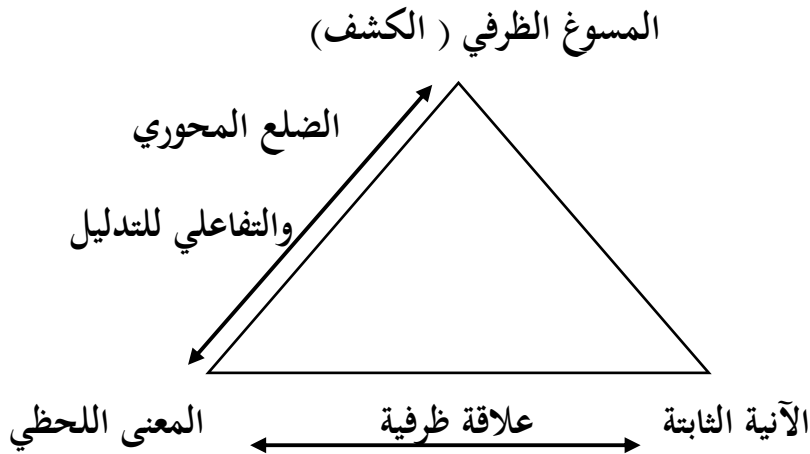 المسوغ الظرفي ( الكشف)
الضلع المحوري
والتفاعلي للتدليل
الآنية الثابتة
علاقة ظرفية
المعنى اللحظي